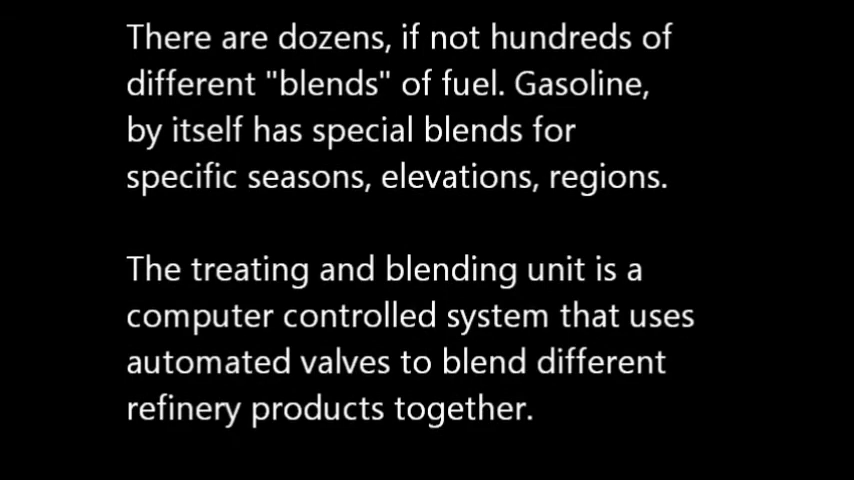 There are dozens, if not hundreds of
different "blends" of fuel. Gasoline,
by itself has special blends for
specific seasons, elevations, regions.
The treating and blending unit is a
computer controlled system that uses
automated valves to blend different
refinery products together.